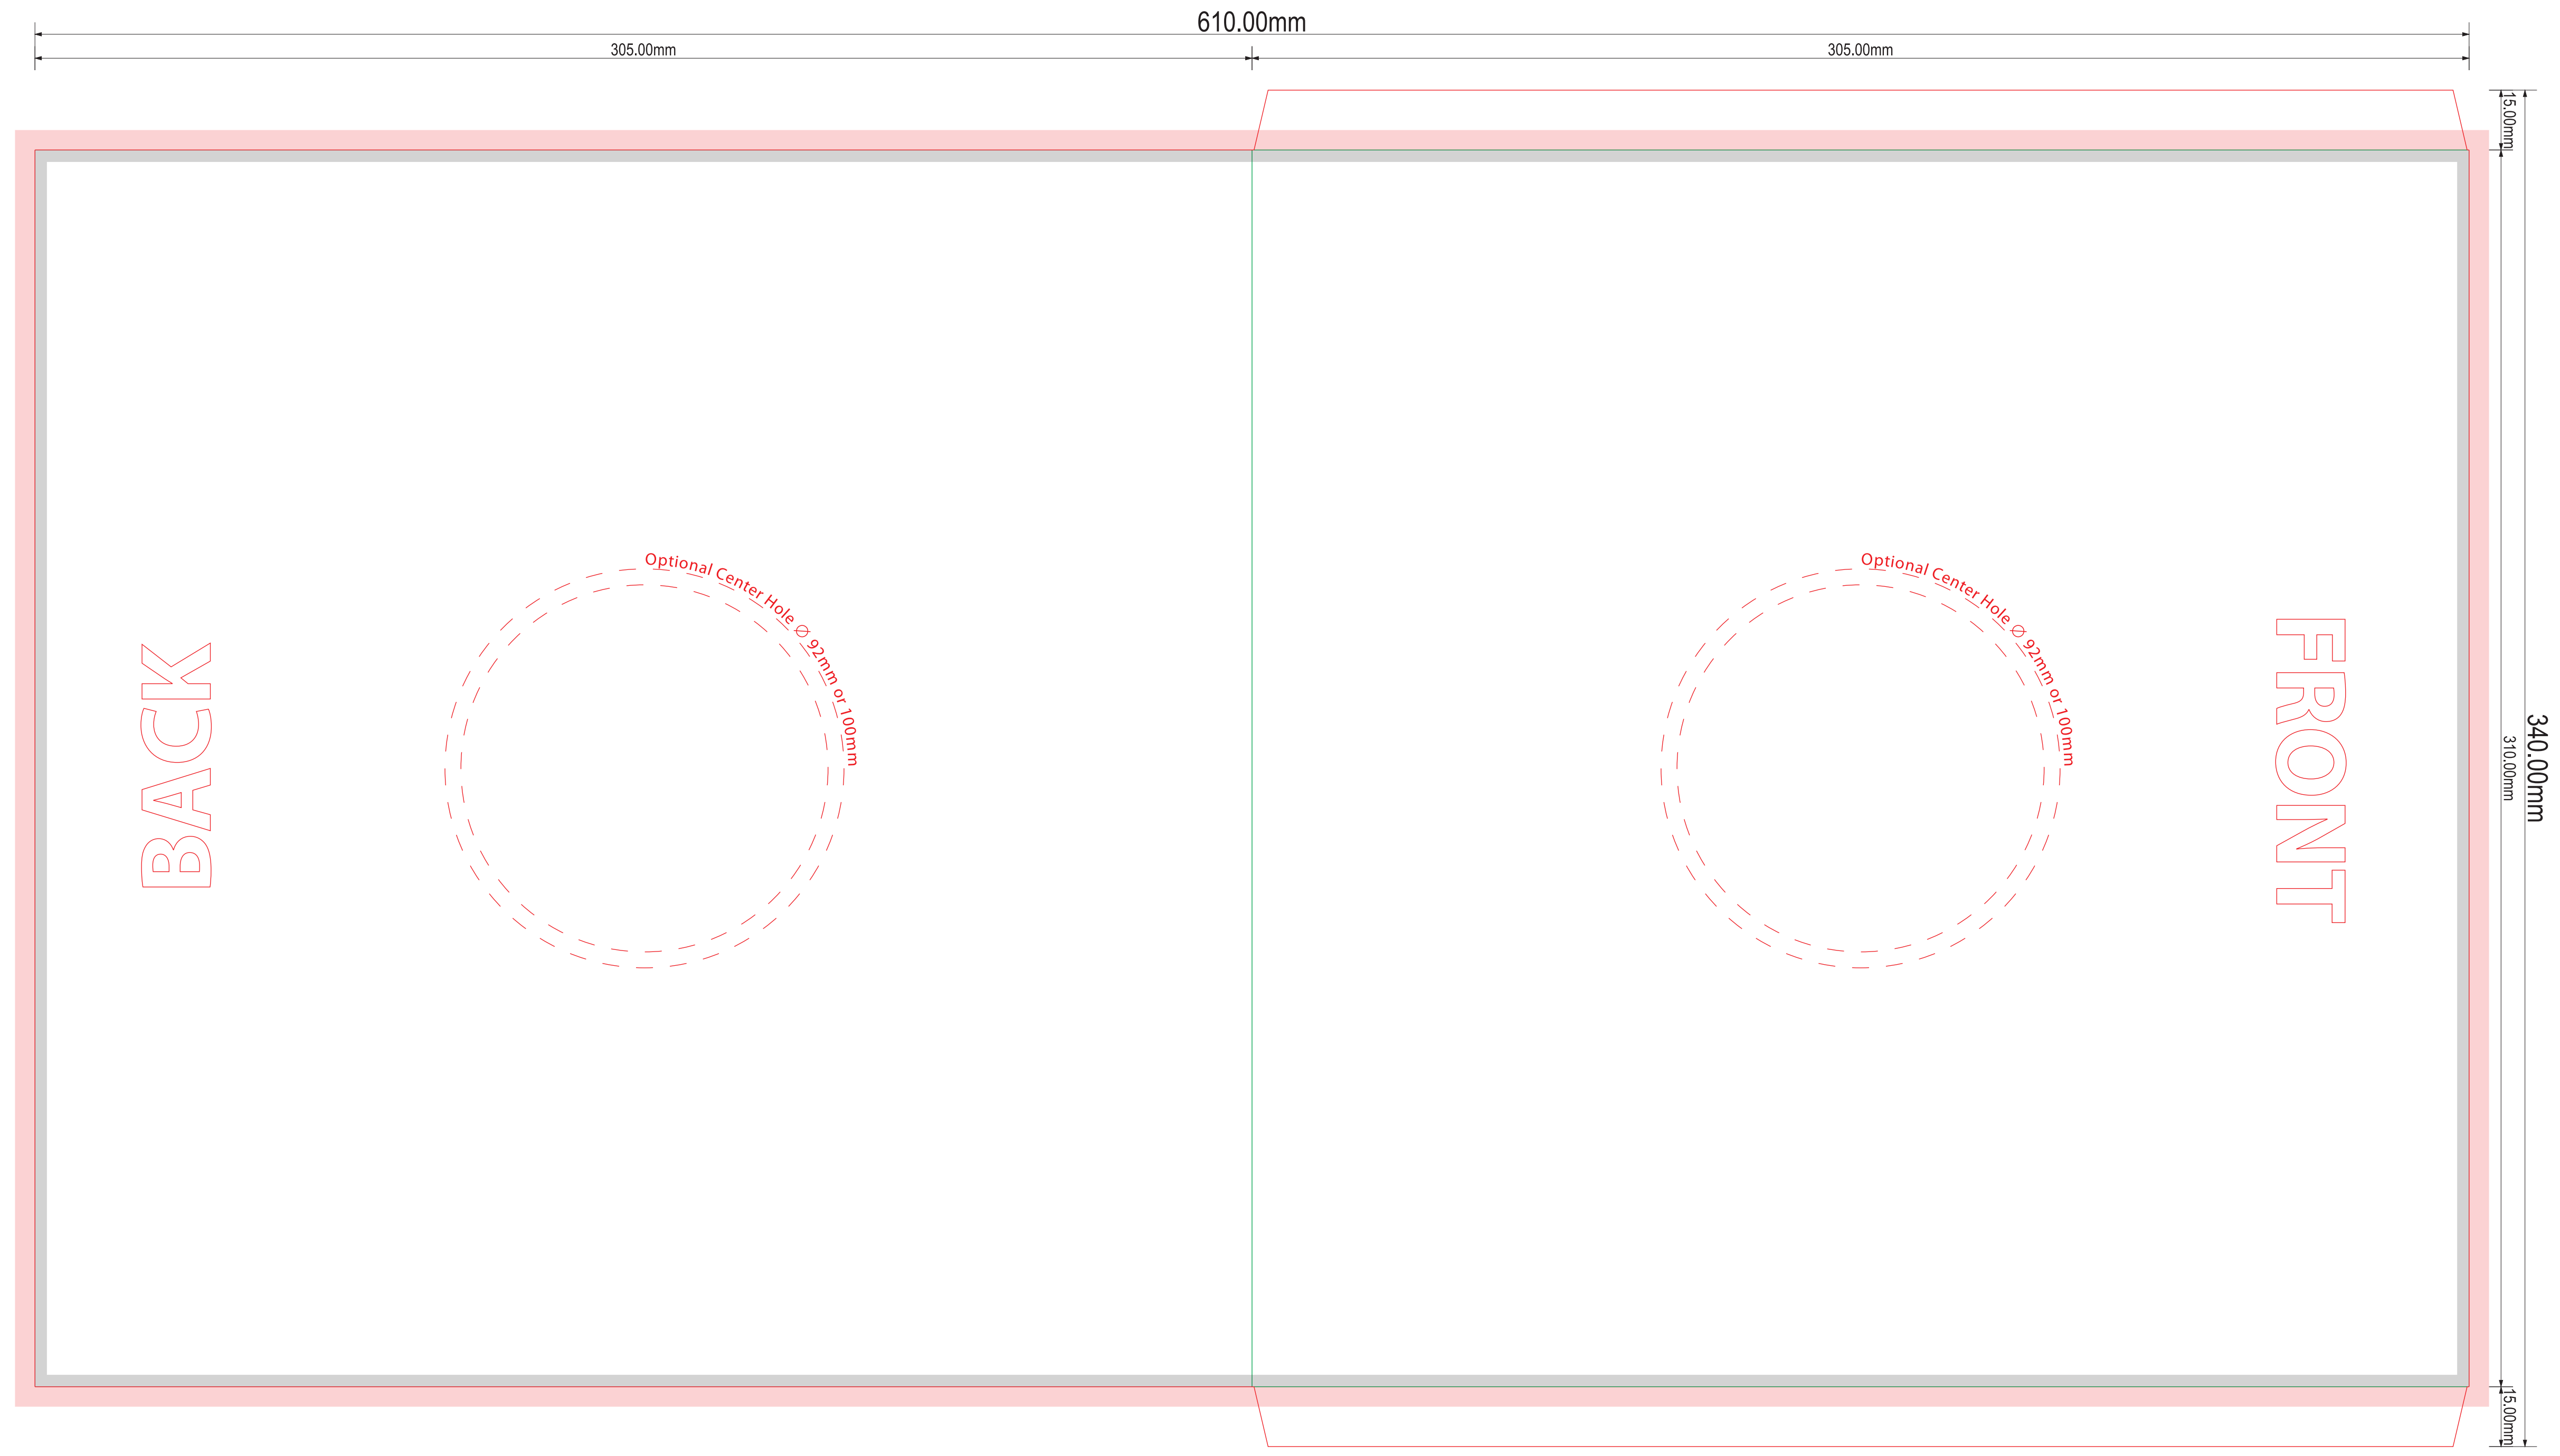 610.00mm
305.00mm
305.00mm
15.00mm
Optional Center Hole ∅ 92mm or 100mm
Optional Center Hole ∅ 92mm or 100mm
BACK
FRONT
310.00mm
340.00mm
15.00mm